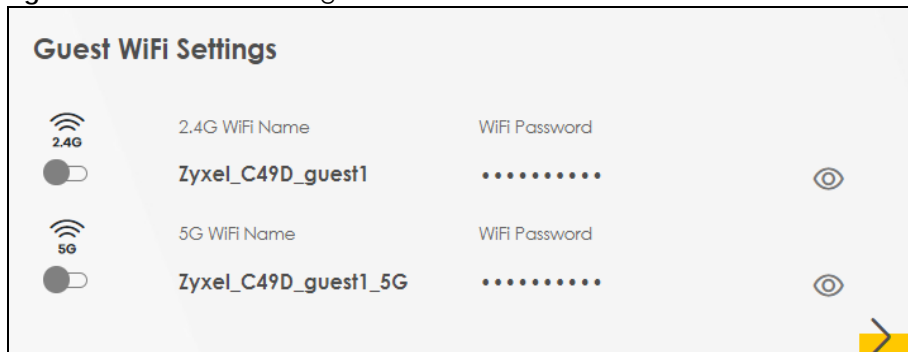 Guest WiFi Settings
2.4G WiFi Name WiFi Password
2.4G
Zyxel_C49D_guest1 ••••••••••
5G WiFi Name WiFi Password
5G
Zyxel_C49D_guest1_5G ••••••••••